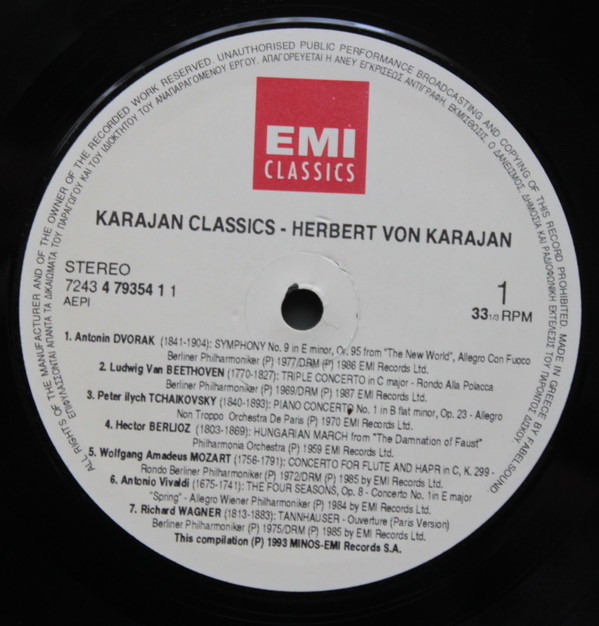 ALL RIGHTS OF THE MANUFACTURER AND OF THE OWNER OF THE RECORDED WORK RESERVED. UNAUTHORISED PUBLIC PERFORMANCE BROADCASTING AND COPYING OF THIS RECORD PROHIBITED. MADE IN GREECE BY FABELSOUND.
ΕΠΙΦΥΛΑΣΣΟΝΤΑΙ ΑΠΑΝΤΑ ΤΑ ΔΙΚΑΙΩΜΑΤΑ ΤΟΥ ΠΑΡΑΓΩΓΟΥ ΚΑΙ ΤΟΥ ΙΔΙΟΚΤΗΤΟΥ ΤΟΥ ΑΝΑΠΑΡΑΓΟΜΕΝΟΥ ΕΡΓΟΥ. ΑΠΑΓΟΡΕΥΕΤΑΙ Η ΑΝΕΥ ΕΓΚΡΙΣΕΩΣ ΑΝΤΙΓΡΑΦΗ, ΕΚΜΙΣΘΩΣΙΣ, Ο ΔΑΝΕΙΣΜΟΣ, ΔΗΜΟΣΙΑ ΚΑΙ ΡΑΔΙΟΦΩΝΙΚΗ ΕΚΤΕΛΕΣΙΣ ΤΟΥ ΠΑΡΟΝΤΟΣ ΔΙΣΚΟΥ.
EMI
CLASSICS
KARAJAN CLASSICS - HERBERT VON KARAJAN
STEREO
7243 4 79354 1 1
AEPI
1
33 1/3 RPM
1. Antonin DVORAK (1841-1904): SYMPHONY No. 9 in E minor, Op. 95 from "The New World", Allegro Con Fuoco
Berliner Philharmoniker (P) 1977/DRM (P) 1986 EMI Records Ltd.
2. Ludwig Van BEETHOVEN (1770-1827): TRIPLE CONCERTO in C major - Rondo Alla Polacca
Berliner Philharmoniker (P) 1969/DRM (P) 1987 EMI Records Ltd.
3. Peter ilych TCHAIKOVSKY (1840-1893): PIANO CONCERTO No. 1 in B flat minor, Op. 23 - Allegro
Non Troppo Orchestra De Paris (P) 1970 EMI Records Ltd.
4. Hector BERLIOZ (1803-1869): HUNGARIAN MARCH from "The Damnation of Faust"
Philharmonia Orchestra (P) 1959 EMI Records Ltd.
5. Wolfgang Amadeus MOZART (1756-1791): CONCERTO FOR FLUTE AND HAPR in C, K. 299 -
Rondo Berliner Philharmoniker (P) 1972/DRM (P) 1985 by EMI Records Ltd.
6. Antonio Vivaldi (1675-1741): THE FOUR SEASONS, Op. 8 - Concerto No. 1 in E major
"Spring" - Allegro Wiener Philharmoniker (P) 1984 by EMI Records Ltd.
7. Richard WAGNER (1813-1883): TANNHAUSER - Ouverture (Paris Version)
Berliner Philharmoniker (P) 1975/DRM (P) 1985 by EMI Records Ltd.
This compilation (P) 1993 MINOS-EMI Records S.A.